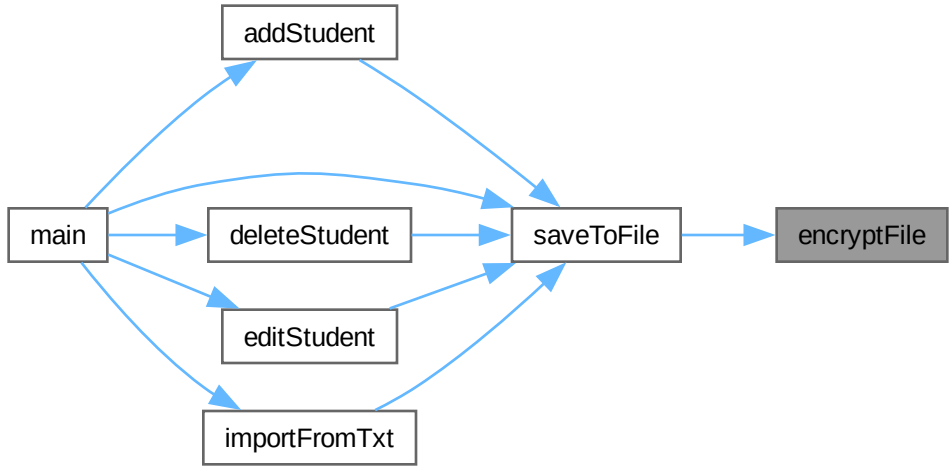 addStudent
main
deleteStudent
saveToFile
encryptFile
editStudent
importFromTxt